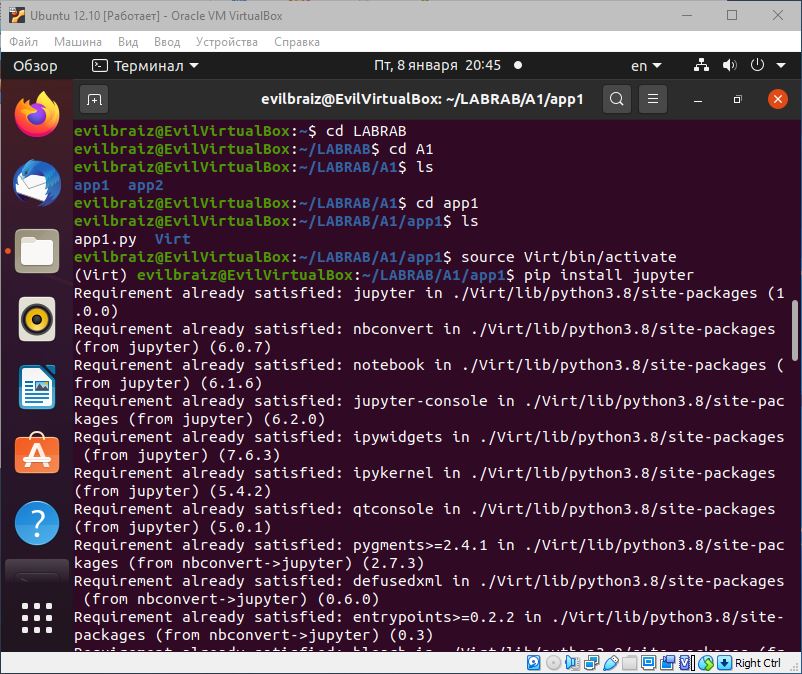 Ubuntu 12.10 [Работает] - Oracle VM VirtualBox
Файл Машина Вид Ввод Устройства Справка
Обзор Терминал Пт, 8 января 20:45 en
evilbraiz@EvilVirtualBox: ~/LABRAB/A1/app1
evilbraiz@EvilVirtualBox:~$ cd LABRAB
evilbraiz@EvilVirtualBox:~/LABRAB$ cd A1
evilbraiz@EvilVirtualBox:~/LABRAB/A1$ ls
app1 app2
evilbraiz@EvilVirtualBox:~/LABRAB/A1$ cd app1
evilbraiz@EvilVirtualBox:~/LABRAB/A1/app1$ ls
app1.py Virt
evilbraiz@EvilVirtualBox:~/LABRAB/A1/app1$ source Virt/bin/activate
(Virt) evilbraiz@EvilVirtualBox:~/LABRAB/A1/app1$ pip install jupyter
Requirement already satisfied: jupyter in ./Virt/lib/python3.8/site-packages (1
.0.0)
Requirement already satisfied: nbconvert in ./Virt/lib/python3.8/site-packages
(from jupyter) (6.0.7)
Requirement already satisfied: notebook in ./Virt/lib/python3.8/site-packages (
from jupyter) (6.1.6)
Requirement already satisfied: jupyter-console in ./Virt/lib/python3.8/site-pac
kages (from jupyter) (6.2.0)
Requirement already satisfied: ipywidgets in ./Virt/lib/python3.8/site-packages
(from jupyter) (7.6.3)
Requirement already satisfied: ipykernel in ./Virt/lib/python3.8/site-packages
(from jupyter) (5.4.2)
Requirement already satisfied: qtconsole in ./Virt/lib/python3.8/site-packages
(from jupyter) (5.0.1)
Requirement already satisfied: pygments>=2.4.1 in ./Virt/lib/python3.8/site-pac
kages (from nbconvert->jupyter) (2.7.3)
Requirement already satisfied: defusedxml in ./Virt/lib/python3.8/site-packages
(from nbconvert->jupyter) (0.6.0)
Requirement already satisfied: entrypoints>=0.2.2 in ./Virt/lib/python3.8/site-
packages (from nbconvert->jupyter) (0.3)
Right Ctrl